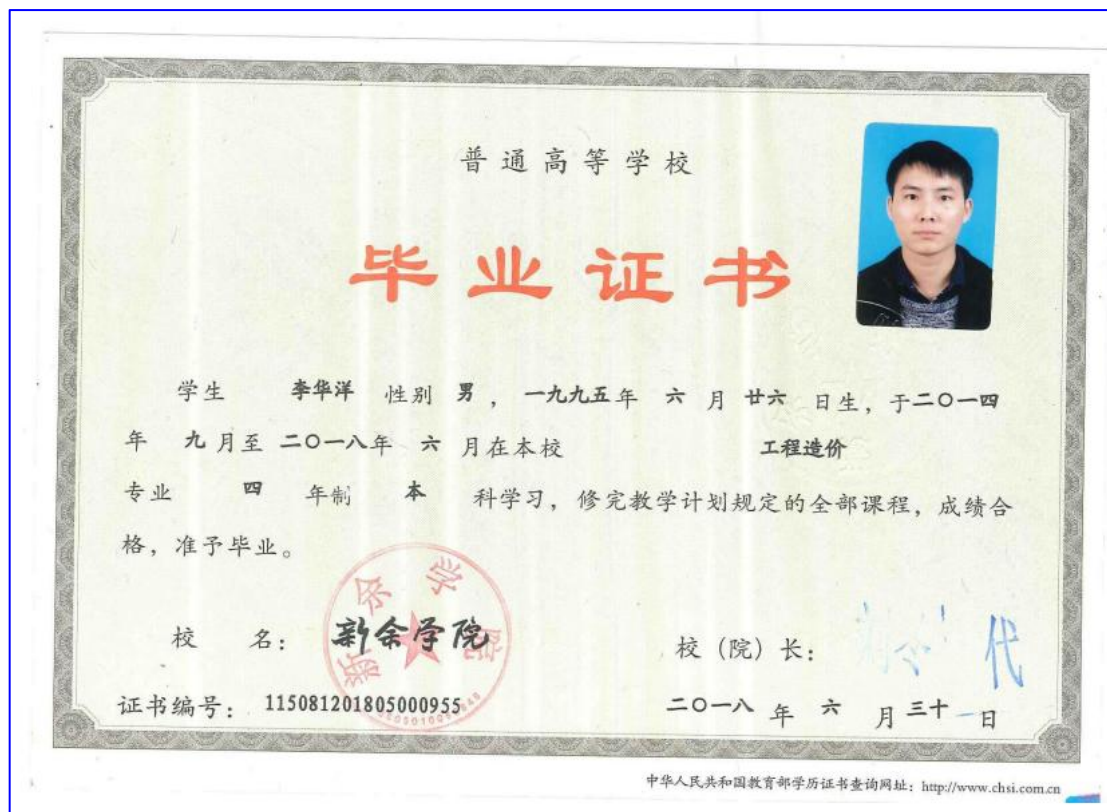 普通高等学校
毕业证书
学生 李华洋 性别 男 , 一九九五年 六 月 廿六 日生, 于二〇一四
年 九月至 二〇一八年 六 月在本校 工程造价
专业 四 年制 本 科学习, 修完教学计划规定的全部课程, 成绩合
格, 准予毕业。
新余学院
校 名: 新余学院
校(院)长: 代
证书编号: 115081201805000955
二〇一八 年 六 月 三十 日
中华人民共和国教育部学历证书查询网址: http://www.chsi.com.cn